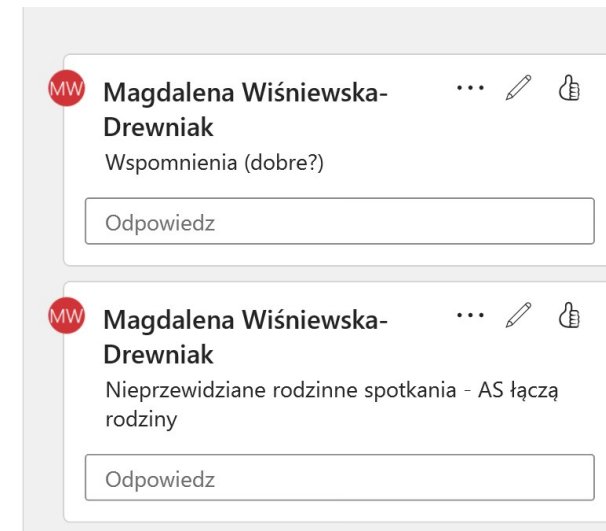 MW
Magdalena Wiśniewska-
Drewniak
Wspomnienia (dobre?)
Odpowiedz
MW
Magdalena Wiśniewska-
Drewniak
Nieprzewidziane rodzinne spotkania - AS łączą
rodziny
Odpowiedz